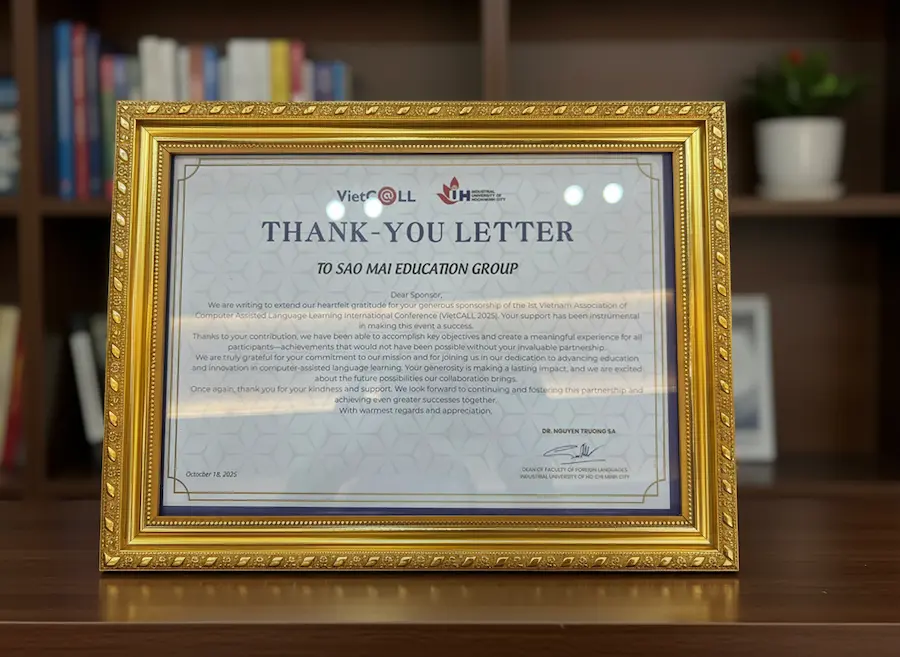 VietC@LL
IUH INDUSTRIAL
UNIVERSITY OF
HOCHIMINH CITY
THANK-YOU LETTER
TO SAO MAI EDUCATION GROUP
Dear Sponsor,
We are writing to extend our heartfelt gratitude for your generous sponsorship of the 1st Vietnam Association of
Computer Assisted Language Learning International Conference (VietCALL 2025). Your support has been instrumental
in making this event a success.
Thanks to your contribution, we have been able to accomplish key objectives and create a meaningful experience for all
participants—achievements that would not have been possible without your invaluable partnership.
We are truly grateful for your commitment to our mission and for joining us in our dedication to advancing education
and innovation in computer-assisted language learning. Your generosity is making a lasting impact, and we are excited
about the future possibilities our collaboration brings.
Once again, thank you for your kindness and support. We look forward to continuing and fostering this partnership and
achieving even greater successes together.
With warmest regards and appreciation,
DR. NGUYEN TRUONG SA
DEAN OF FACULTY OF FOREIGN LANGUAGES
INDUSTRIAL UNIVERSITY OF HO CHI MINH CITY
Octocber 18, 2025